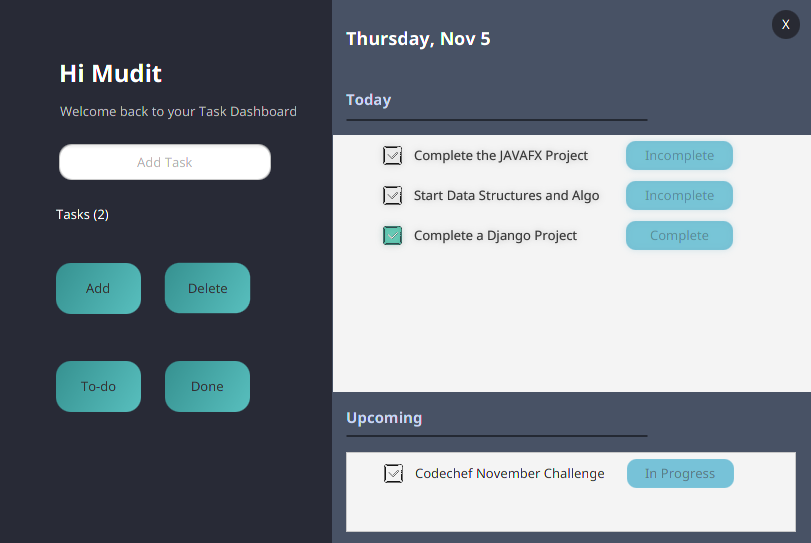 Hi Mudit
Welcome back to your Task Dashboard
Add Task
Tasks (2)
Add
Delete
To-do
Done
X
Thursday, Nov 5
Today
Complete the JAVAFX Project
Incomplete
Start Data Structures and Algo
Incomplete
Complete a Django Project
Complete
Upcoming
Codechef November Challenge
In Progress